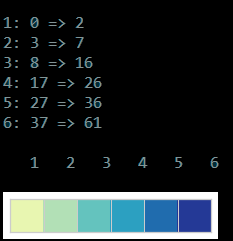 1: 0 => 2
2: 3 => 7
3: 8 => 16
4: 17 => 26
5: 27 => 36
6: 37 => 61
1 2 3 4 5 6